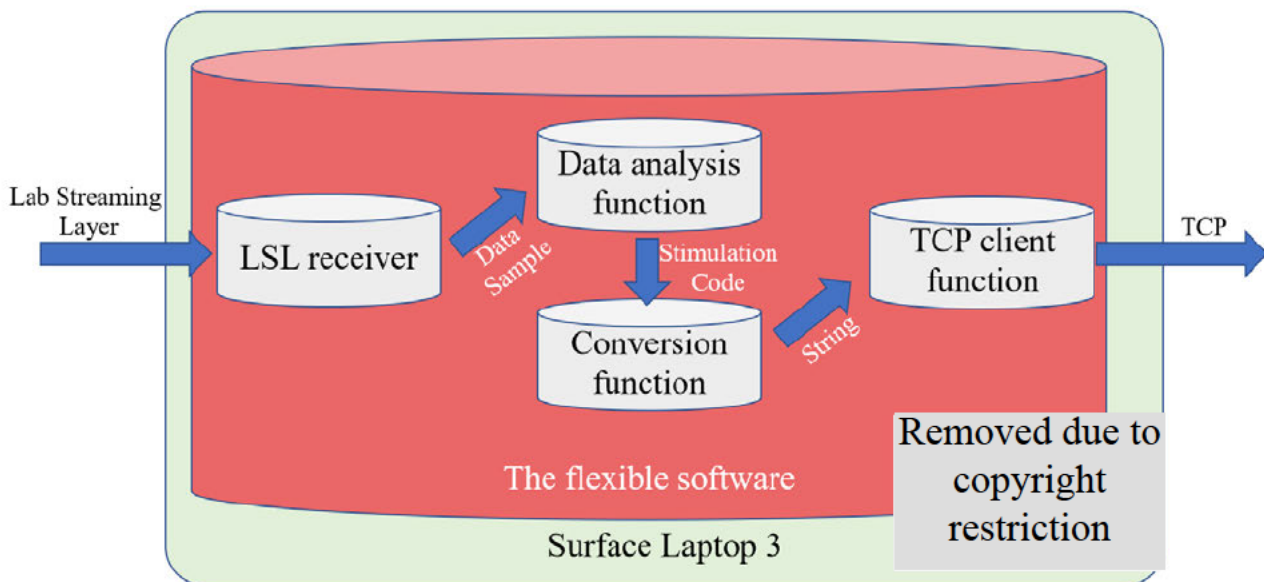 Lab Streaming
Layer
LSL receiver
Data
Sample
Data analysis
function
Stimulation
Code
Conversion
function
String
TCP client
function
TCP
The flexible software
Surface Laptop 3
Removed due to
copyright
restriction